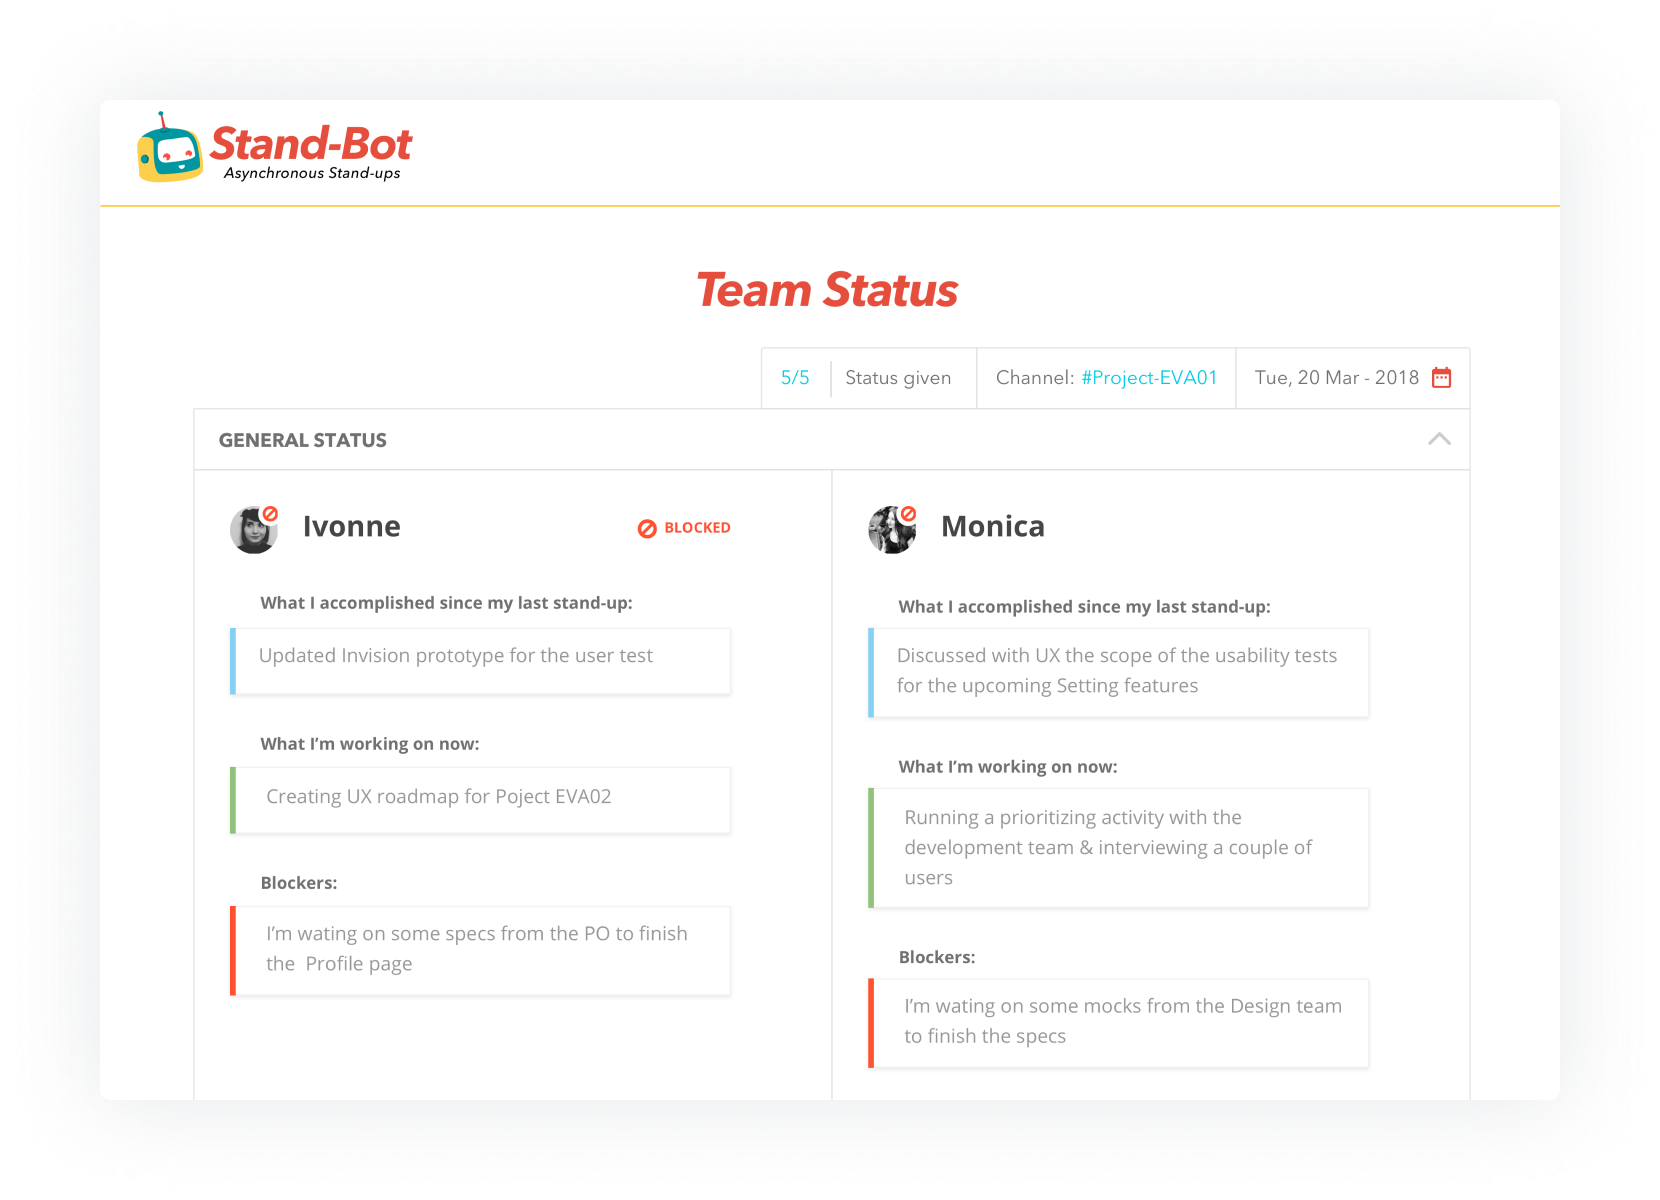 Stand-Bot
Asynchronous Stand-ups
Team Status
5/5 Status given Channel: #Project-EVA01 Tue, 20 Mar - 2018
GENERAL STATUS
Ivonne
BLOCKED
What I accomplished since my last stand-up:
Updated Invision prototype for the user test
What I’m working on now:
Creating UX roadmap for Poject EVA02
Blockers:
I’m wating on some specs from the PO to finish
the Profile page
Monica
What I accomplished since my last stand-up:
Discussed with UX the scope of the usability tests
for the upcoming Setting features
What I’m working on now:
Running a prioritizing activity with the
development team & interviewing a couple of
users
Blockers:
I’m wating on some mocks from the Design team
to finish the specs